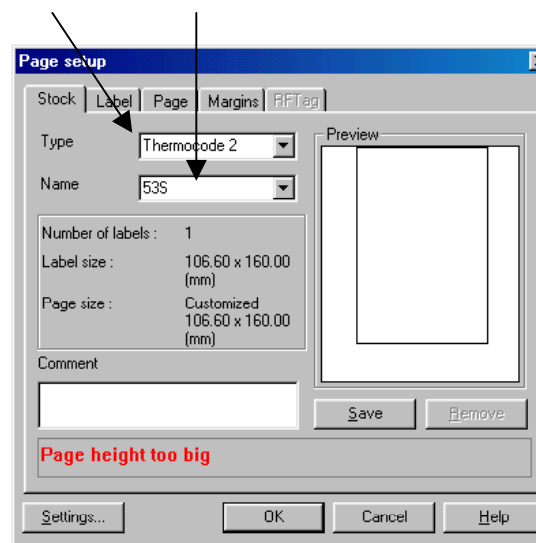 Page setup
Stock Label Page Margins RFTag
Type Thermocode 2
Name 53S
Preview
Number of labels : 1
Label size : 106.60 x 160.00
(mm)
Page size : Customized
106.60 x 160.00
(mm)
Comment
Save Remove
Page height too big
Settings... OK Cancel Help